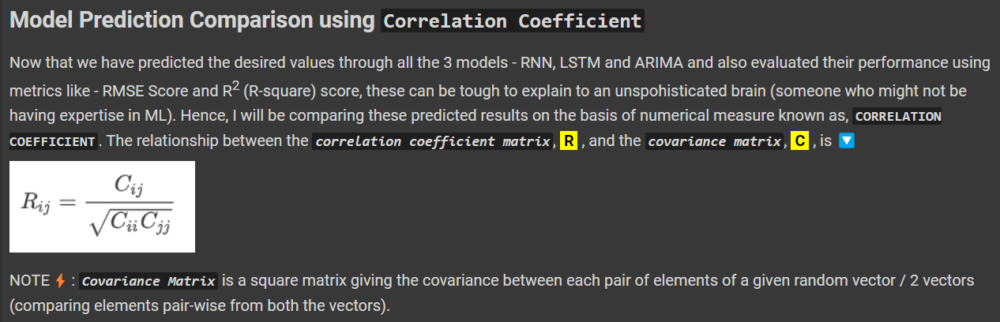 Model Prediction Comparison using Correlation Coefficient
Now that we have predicted the desired values through all the 3 models - RNN, LSTM and ARIMA and also evaluated their performance using
metrics like - RMSE Score and R² (R-square) score, these can be tough to explain to an unspohisticated brain (someone who might not be
having expertise in ML). Hence, I will be comparing these predicted results on the basis of numerical measure known as, CORRELATION
COEFFICIENT. The relationship between the correlation coefficient matrix, R , and the covariance matrix, C , is 🔽
R_{ij} = \frac{C_{ij}}{\sqrt{C_{ii}C_{jj}}}
NOTE ⚡ : Covariance Matrix is a square matrix giving the covariance between each pair of elements of a given random vector / 2 vectors
(comparing elements pair-wise from both the vectors).